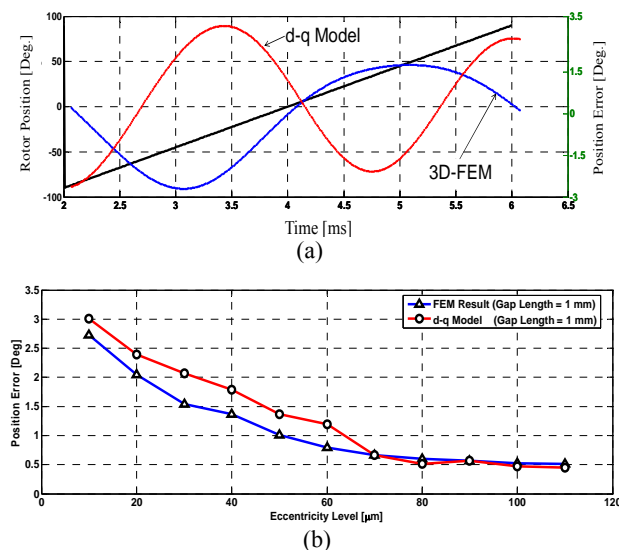 100
50
0
-50
-100
Rotor Position [Deg.]
d-q Model
3D-FEM
3.5
1.5
0
-1.5
-3
Position Error [Deg.]
2 2.5 3 3.5 4 4.5 5 5.5 6 6.5
Time [ms]
(a)
3.5
3
2.5
2
1.5
1
0.5
0
Position Error [Deg]
FEM Result (Gap Length = 1 mm)
d-q Model (Gap Length = 1 mm)
0 20 40 60 80 100 120
Eccentricity Level [µm]
(b)